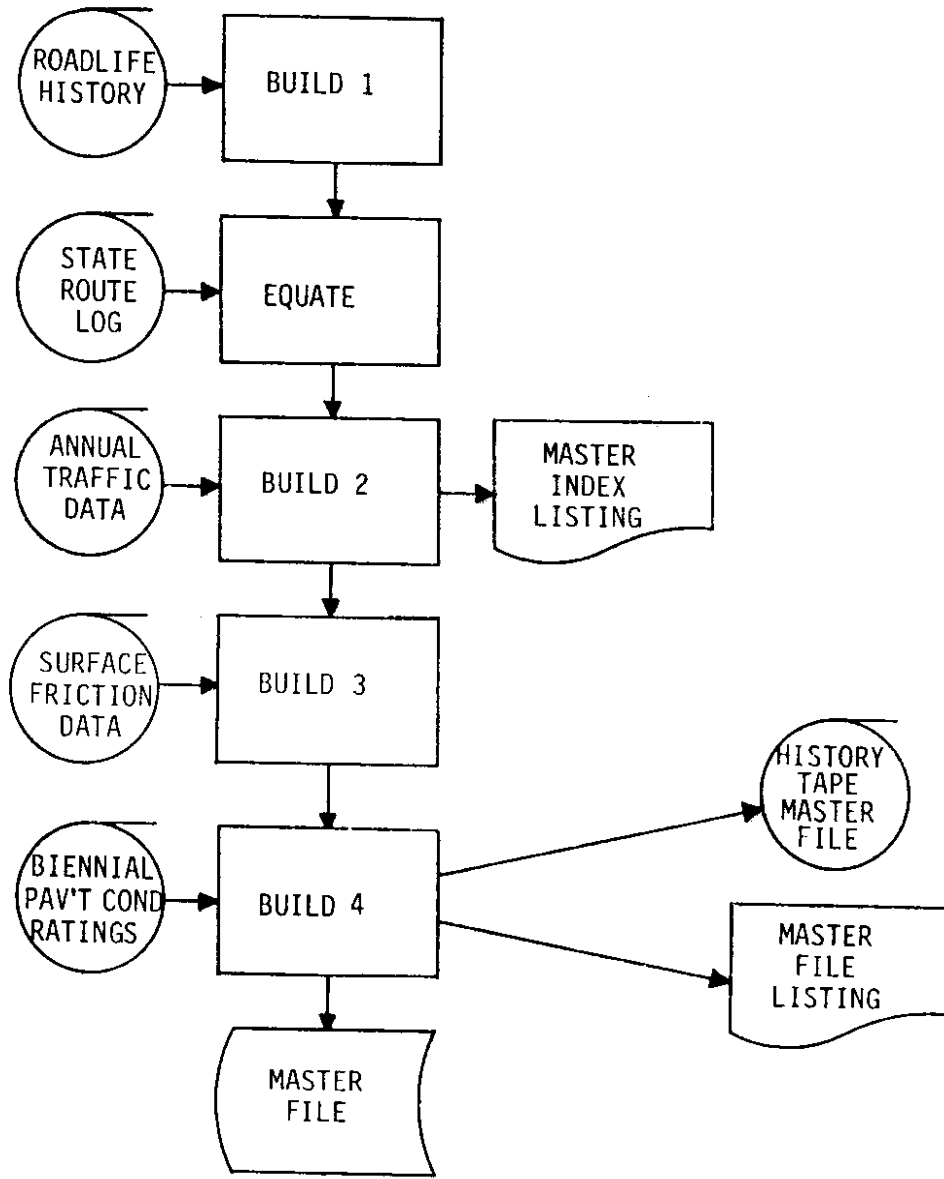 ROADLIFE
HISTORY
BUILD 1
STATE
ROUTE
LOG
EQUATE
ANNUAL
TRAFFIC
DATA
BUILD 2
MASTER
INDEX
LISTING
SURFACE
FRICTION
DATA
BUILD 3
HISTORY
TAPE
MASTER
FILE
BIENNIAL
PAV'T COND
RATINGS
BUILD 4
MASTER
FILE
LISTING
MASTER
FILE